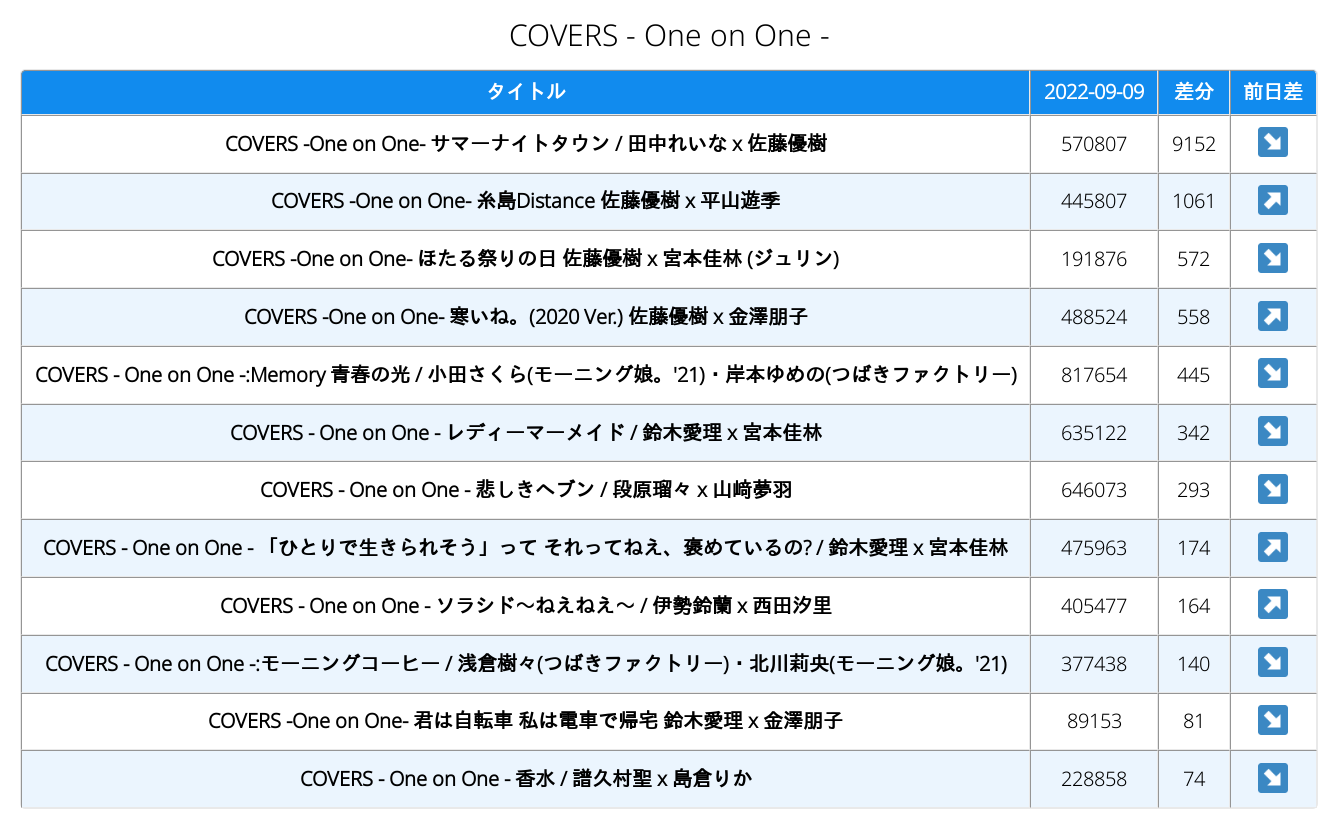 COVERS - One on One -
タイトル 2022-09-09 差分 前日差
COVERS -One on One- サマーナイトタウン / 田中れいな x 佐藤優樹 570807 9152 ↘
COVERS -One on One- 糸島Distance 佐藤優樹 x 平山遊季 445807 1061 ↗
COVERS -One on One- ほたる祭りの日 佐藤優樹 x 宮本佳林 (ジュリン) 191876 572 ↘
COVERS -One on One- 寒いね。(2020 Ver.) 佐藤優樹 x 金澤朋子 488524 558 ↗
COVERS - One on One -:Memory 青春の光 / 小田さくら(モーニング娘。'21)・岸本ゆめの(つばきファクトリー) 817654 445 ↘
COVERS - One on One - レディーマーメイド / 鈴木愛理 x 宮本佳林 635122 342 ↘
COVERS - One on One - 悲しきヘブン / 段原瑠々 x 山﨑夢羽 646073 293 ↘
COVERS - One on One - 「ひとりで生きられそう」って それってねえ、褒めているの? / 鈴木愛理 x 宮本佳林 475963 174 ↗
COVERS - One on One - ソラシド～ねえねえ～ / 伊勢鈴蘭 x 西田汐里 405477 164 ↗
COVERS - One on One -:モーニングコーヒー / 浅倉樹々(つばきファクトリー)・北川莉央(モーニング娘。'21) 377438 140 ↘
COVERS -One on One- 君は自転車 私は電車で帰宅 鈴木愛理 x 金澤朋子 89153 81 ↘
COVERS - One on One - 香水 / 譜久村聖 x 島倉りか 228858 74 ↘